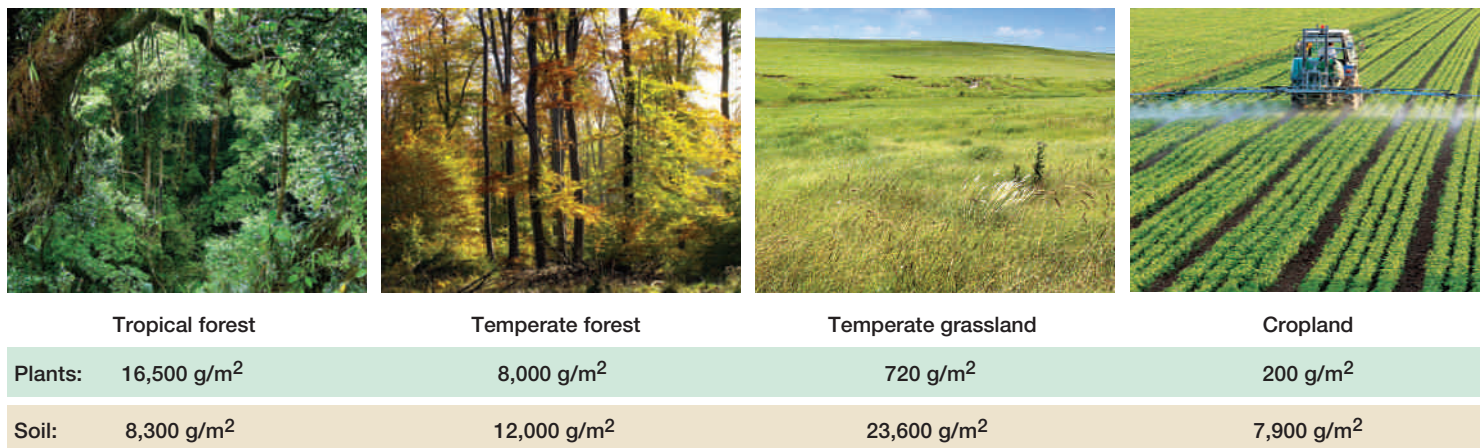 Tropical forest Temperate forest Temperate grassland Cropland
Plants: 16,500 g/m² 8,000 g/m² 720 g/m² 200 g/m²
Soil: 8,300 g/m² 12,000 g/m² 23,600 g/m² 7,900 g/m²